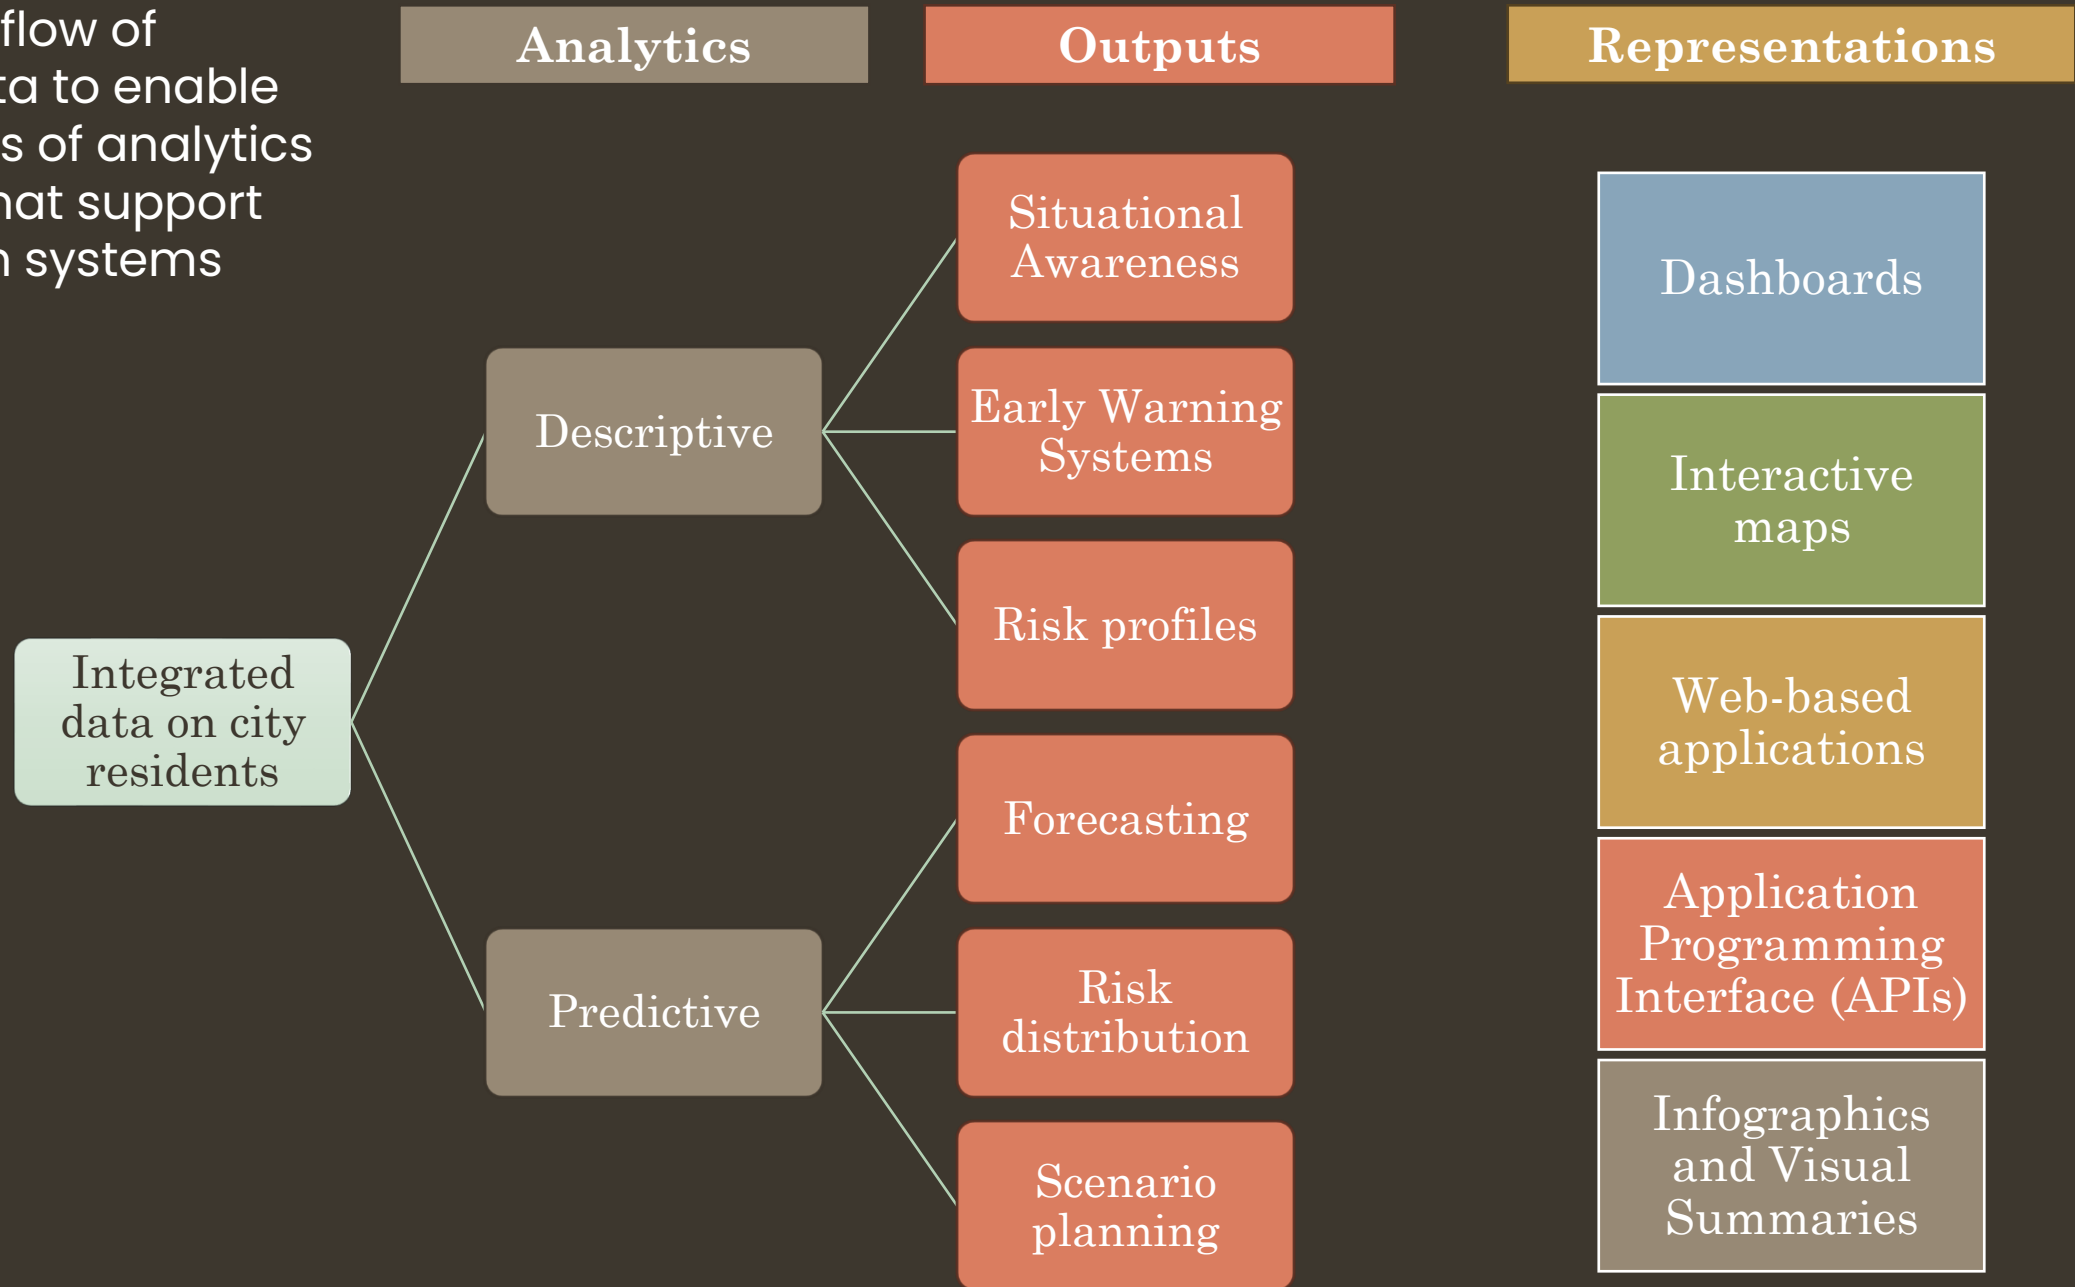 flow of
to enable
of analytics
support
systems
Analytics
Outputs
Representations
Integrated
data on city
residents
Descriptive
Predictive
Situational
Awareness
Early Warning
Systems
Risk profiles
Forecasting
Risk
distribution
Scenario
planning
Dashboards
Interactive
maps
Web-based
applications
Application
Programming
Interface (APIs)
Infographics
and Visual
Summaries